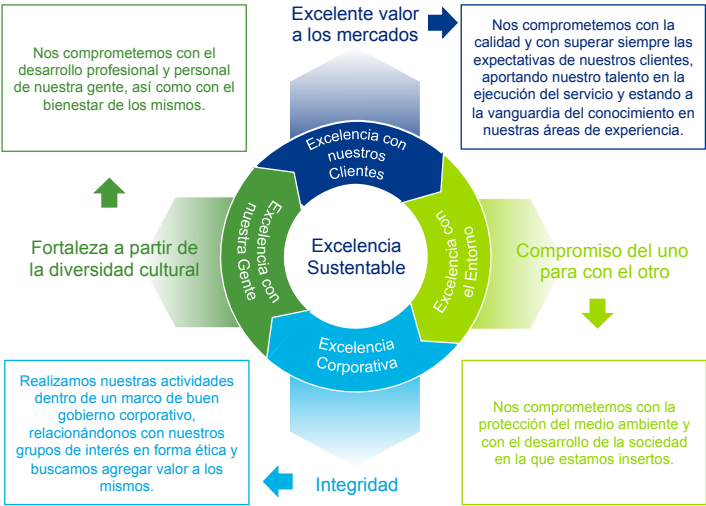 Excelente valor
a los mercados
Nos comprometemos con la
calidad y con superar siempre las
expectativas de nuestros clientes,
aportando nuestro talento en la
ejecución del servicio y estando a
la vanguardia del conocimiento en
nuestras áreas de experiencia.
Nos comprometemos con el
desarrollo profesional y personal
de nuestra gente, así como con el
bienestar de los mismos.
Excelencia con
nuestros
Clientes
Fortaleza a partir de
la diversidad cultural
Excelencia con
nuestra Gente
Excelencia
Sustentable
Excelencia con
el Entorno
Compromiso del uno
para con el otro
Excelencia
Corporativa
Realizamos nuestras actividades
dentro de un marco de buen
gobierno corporativo,
relacionándonos con nuestros
grupos de interés en forma ética y
buscamos agregar valor a los
mismos.
Integridad
Nos comprometemos con la
protección del medio ambiente y
con el desarrollo de la sociedad
en la que estamos insertos.